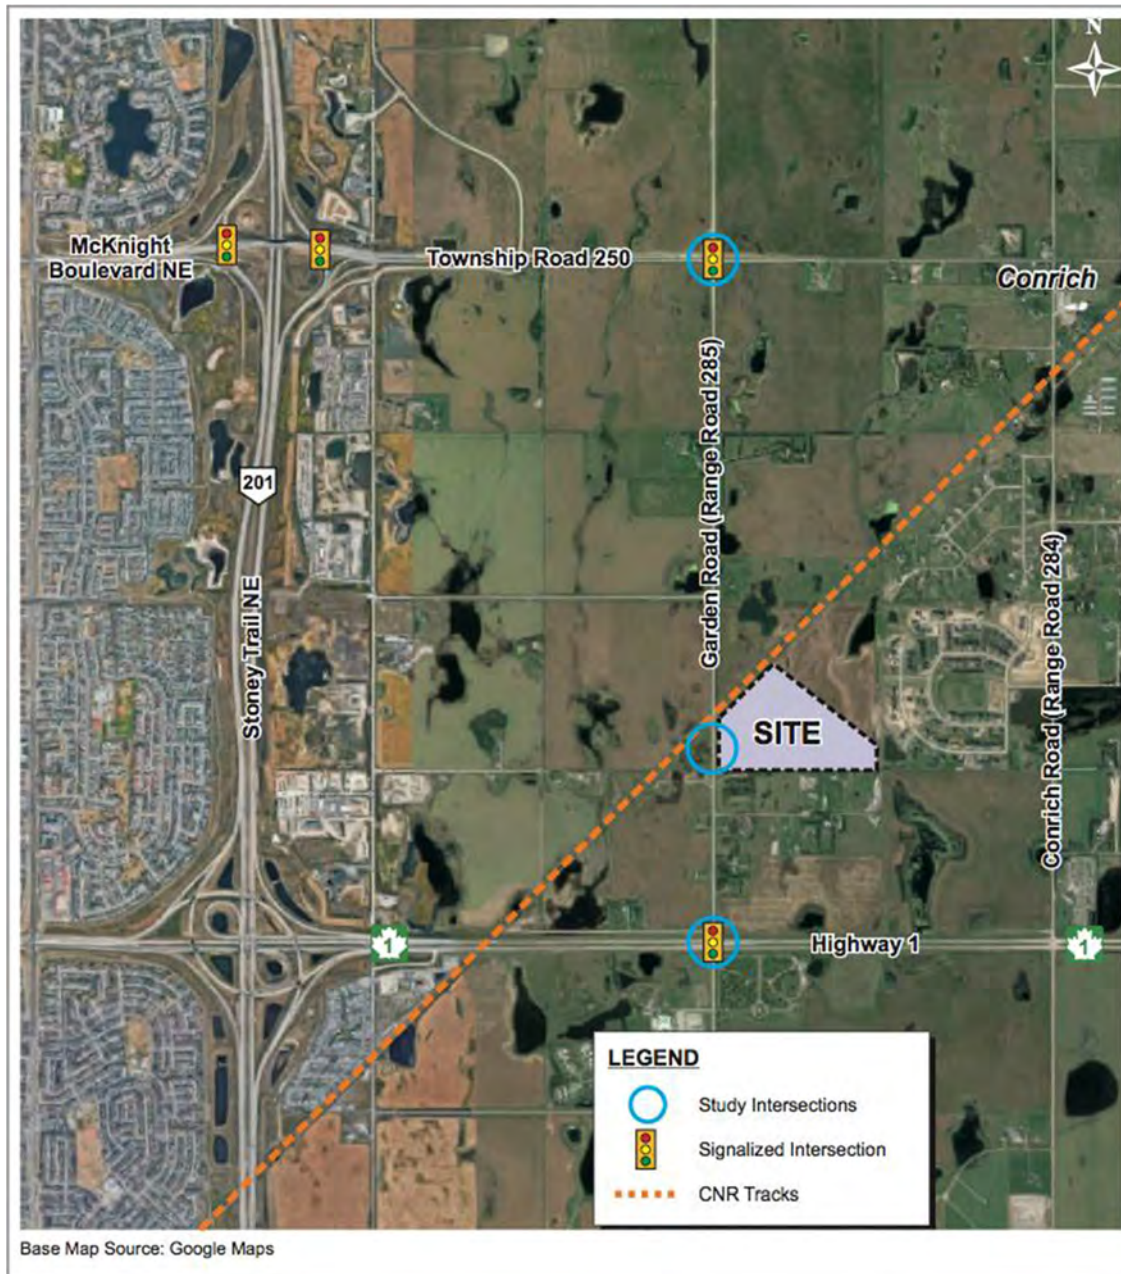 N
McKnight
Boulevard NE
Township Road 250
Conrich
Garden Road (Range Road 285)
201
Stoney Trail NE
SITE
Conrich Road (Range Road 284)
1
Highway 1
1
LEGEND
Study Intersections
Signalized Intersection
CNR Tracks
Base Map Source: Google Maps